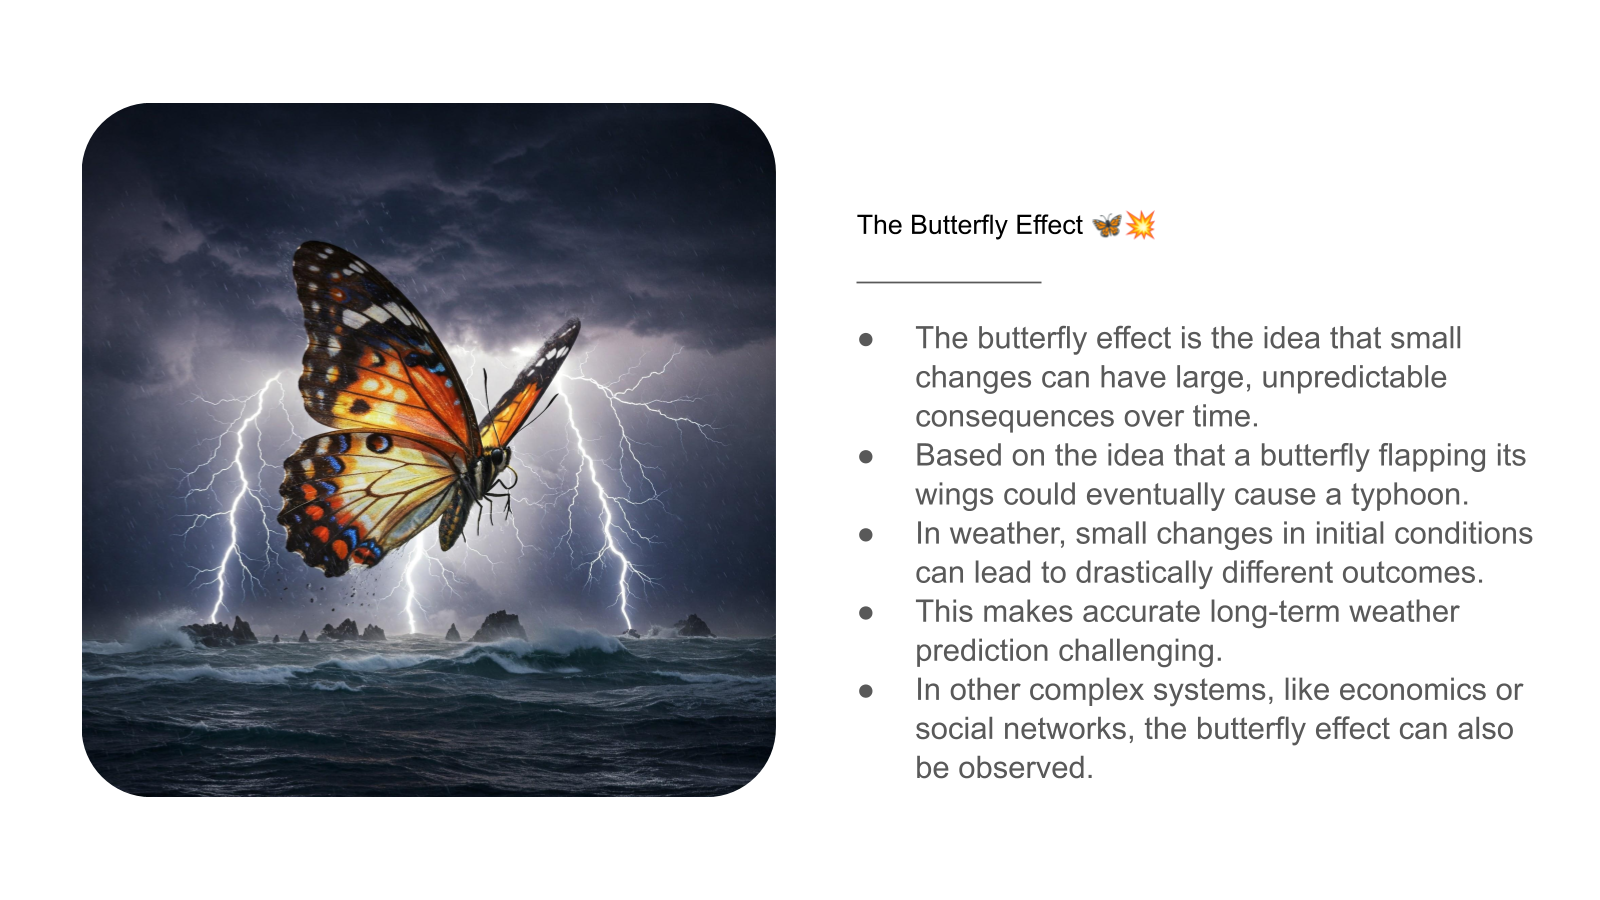 The Butterfly Effect 🦋💥
● The butterfly effect is the idea that small
changes can have large, unpredictable
consequences over time.
● Based on the idea that a butterfly flapping its
wings could eventually cause a typhoon.
● In weather, small changes in initial conditions
can lead to drastically different outcomes.
● This makes accurate long-term weather
prediction challenging.
● In other complex systems, like economics or
social networks, the butterfly effect can also
be observed.